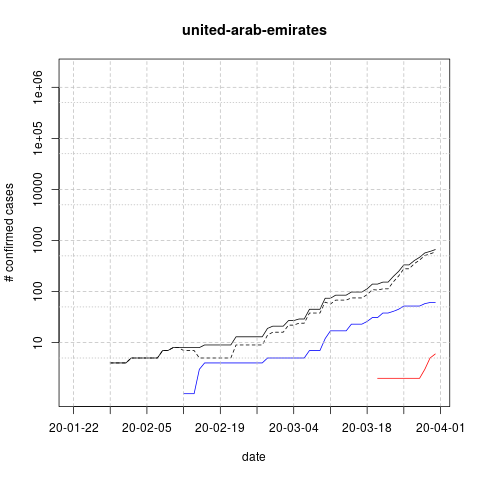 united-arab-emirates
# confirmed cases
1e+06
1e+05
10000
1000
100
10
20-01-22
20-02-05
20-02-19
20-03-04
20-03-18
20-04-01
date